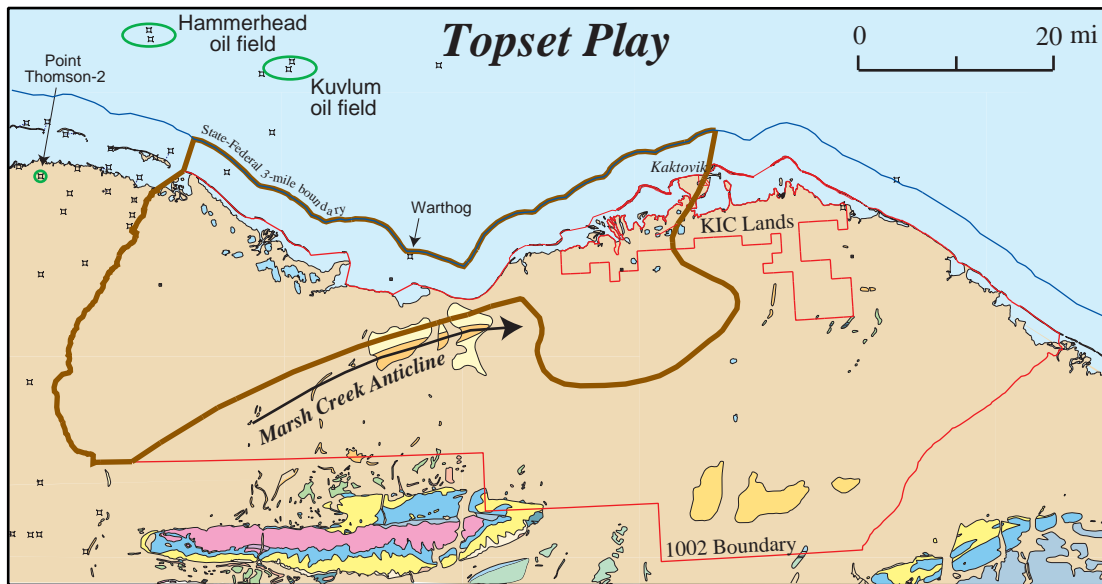 Hammerhead
oil field
Topset Play
0 20 mi
Point
Thomson-2
Kuvlum
oil field
State-Federal 3-mile boundary
Kaktovik
Warthog
KIC Lands
Marsh Creek Anticline
1002 Boundary